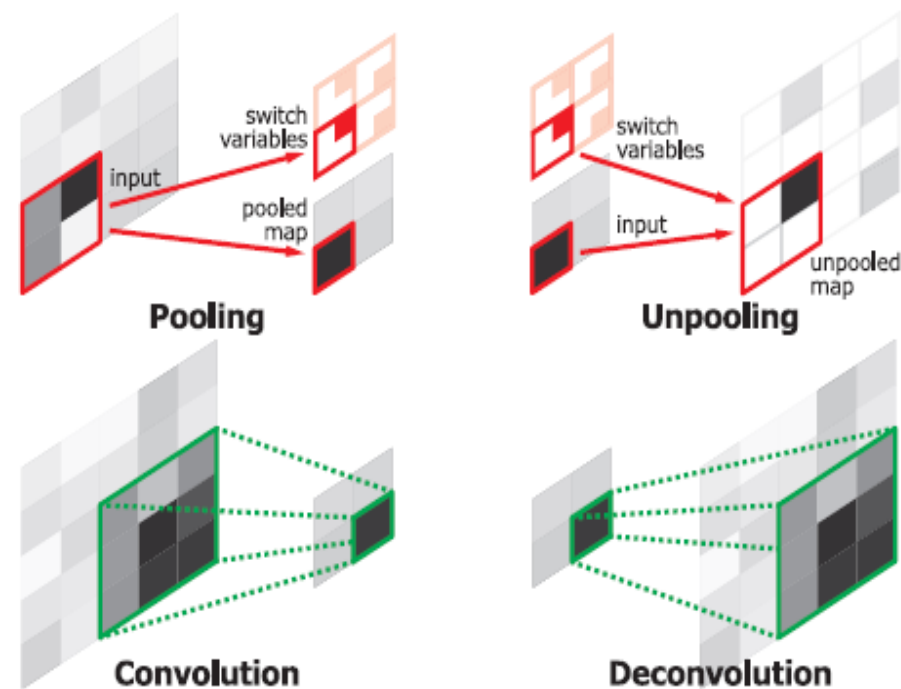 switch
variables
input
pooled
map
Pooling
switch
variables
input
unpooled
map
Unpooling
Convolution
Deconvolution